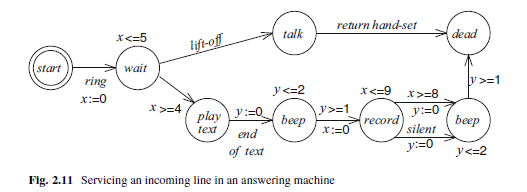 x<=5
lift-off
talk
return hand-set
dead
start
ring
x:=0
wait
x >=4
play
text
y:=0
end
of text
y<=2
beep
y>=1
x:=0
x<=9
record
x>=8
y:=0
silent
y:=0
beep
y>=1
y<=2
Fig. 2.11 Servicing an incoming line in an answering machine